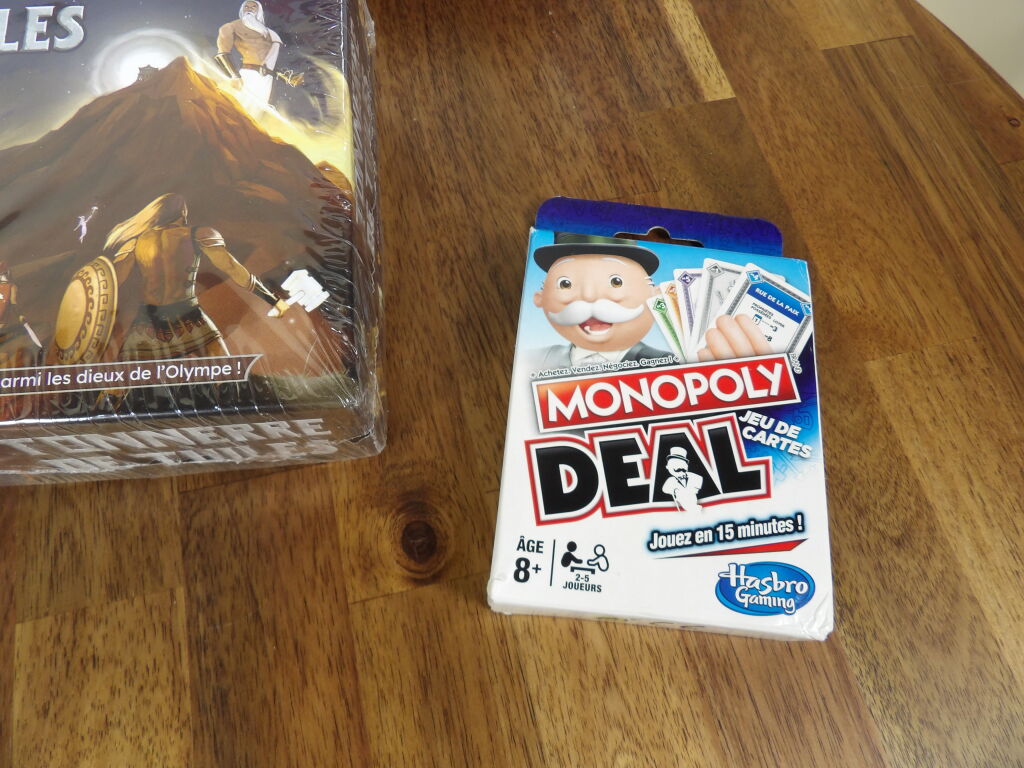 LES
armi les dieux de l'Olympe !
RUE DE LA PAIX
Achetez Vendez Négociez Gagnez !
MONOPOLY
DEAL
JEU DE
CARTES
Jouez en 15 minutes !
ÂGE
8+
2-5
JOUEURS
Hasbro
Gaming